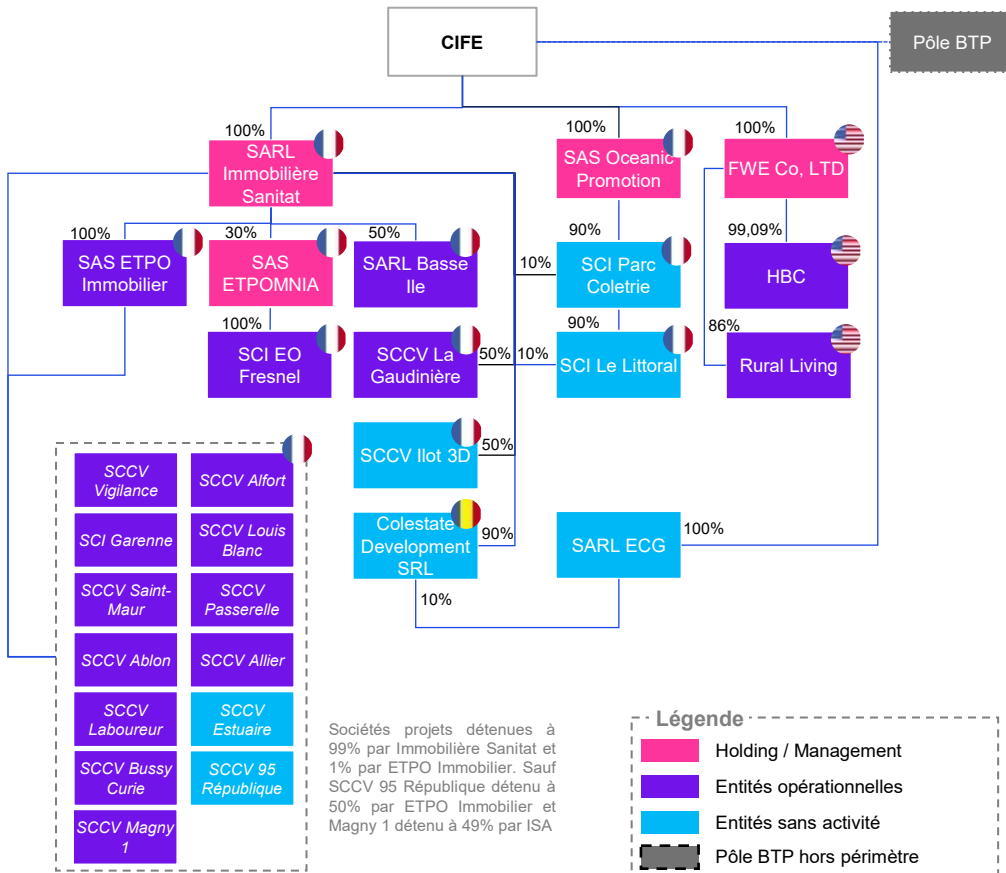 CIFE
Pôle BTP
100%
100%
100%
SARL
Immobilière
Sanitat
SAS Oceanic
Promotion
FWE Co, LTD
100%
30%
50%
90%
99,09%
SAS ETPO
Immobilier
SAS
ETPOMNIA
SARL Basse
Ile
10%
SCI Parc
Coletrie
HBC
100%
90%
86%
SCI EO
Fresnel
SCCV La
Gaudinière
50%
10%
SCI Le Littoral
Rural Living
SCCV Ilot 3D
50%
Colestate
Development
SRL
90%
SARL ECG
100%
10%
SCCV
Vigilance
SCCV Alfort
SCI Garenne
SCCV Louis
Blanc
SCCV Saint-
Maur
SCCV
Passerelle
SCCV Ablon
SCCV Allier
SCCV
Laboureur
SCCV
Estuaire
SCCV Bussy
Curie
SCCV 95
République
SCCV Magny
1
Sociétés projets détenues à
99% par Immobilière Sanitat et
1% par ETPO Immobilier. Sauf
SCCV 95 République détenu à
50% par ETPO Immobilier et
Magny 1 détenu à 49% par ISA
Légende
Holding / Management
Entités opérationnelles
Entités sans activité
Pôle BTP hors périmètre